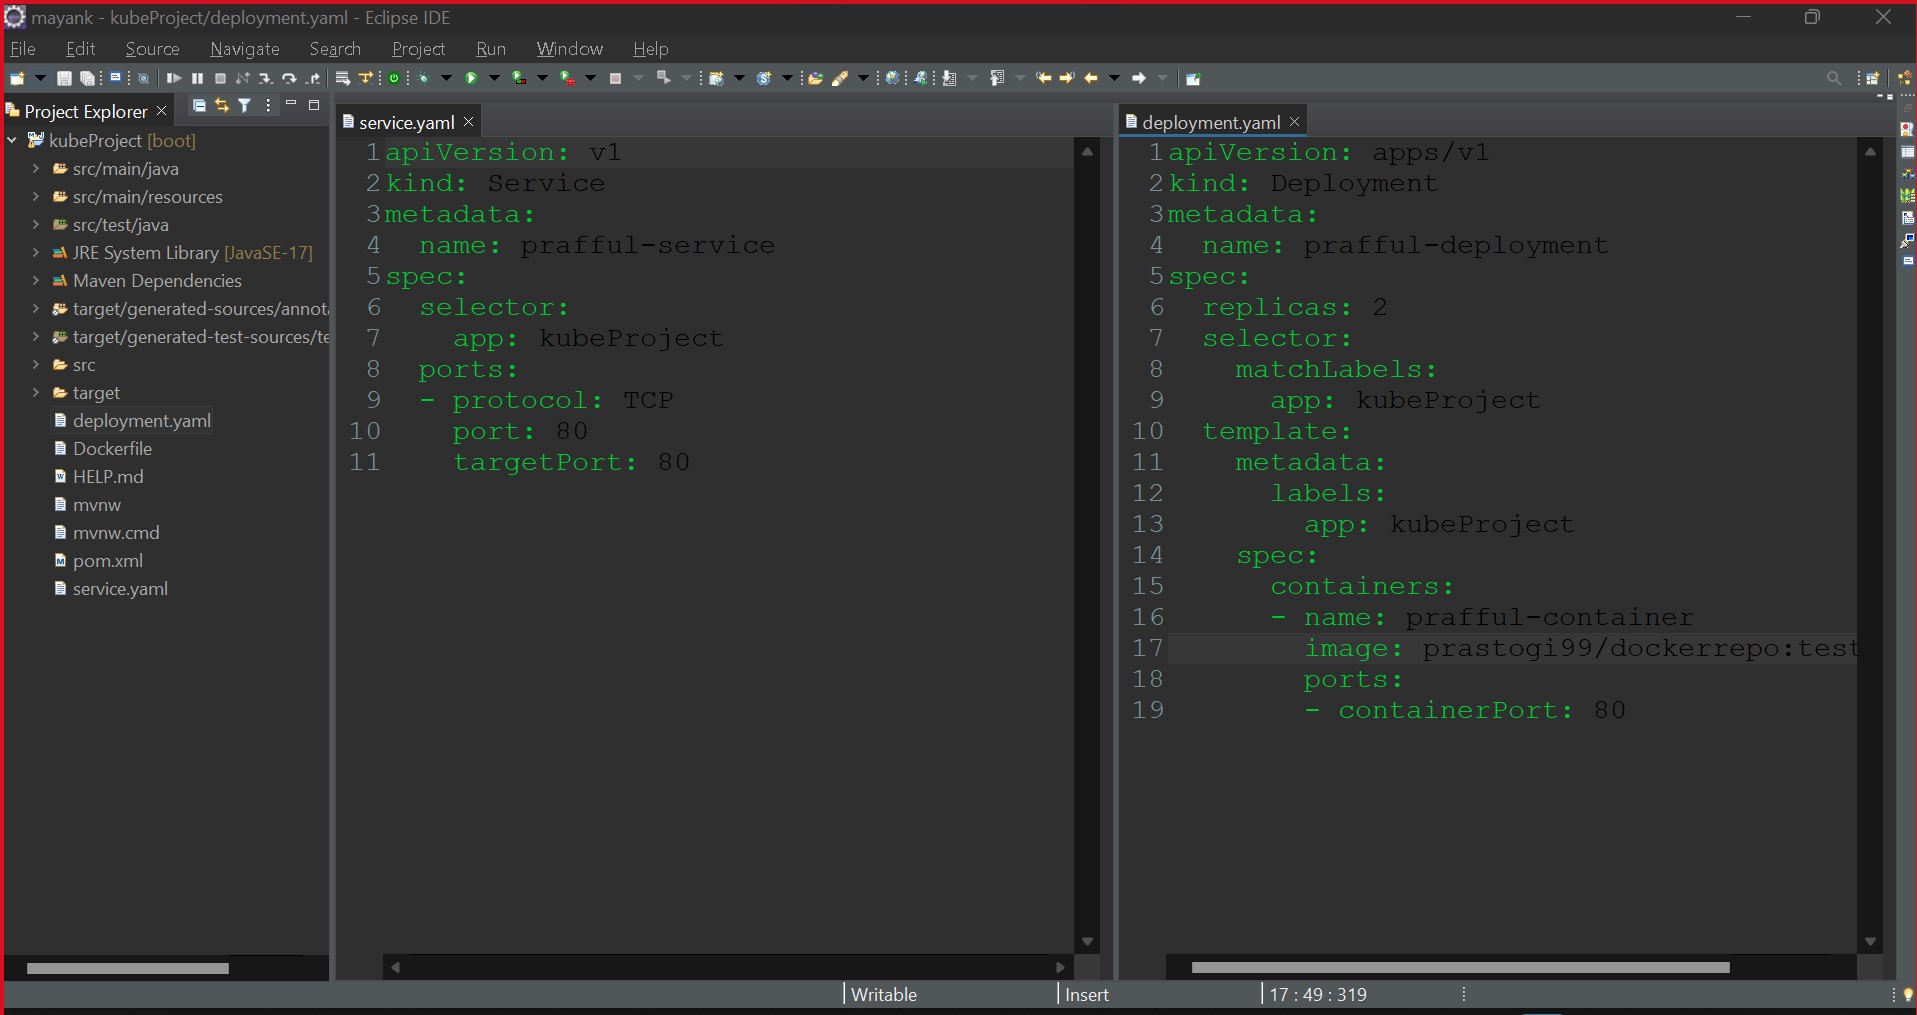 mayank - kubeProject/deployment.yaml - Eclipse IDE
File Edit Source Navigate Search Project Run Window Help
Project Explorer
kubeProject [boot]
src/main/java
src/main/resources
src/test/java
JRE System Library [JavaSE-17]
Maven Dependencies
target/generated-sources/annot
target/generated-test-sources/te
src
target
deployment.yaml
Dockerfile
HELP.md
mvnw
mvnw.cmd
pom.xml
service.yaml
service.yaml
1 apiVersion: v1
2 kind: Service
3 metadata:
4   name: prafful-service
5 spec:
6   selector:
7     app: kubeProject
8   ports:
9   - protocol: TCP
10     port: 80
11     targetPort: 80
deployment.yaml
1 apiVersion: apps/v1
2 kind: Deployment
3 metadata:
4   name: prafful-deployment
5 spec:
6   replicas: 2
7   selector:
8     matchLabels:
9       app: kubeProject
10   template:
11     metadata:
12       labels:
13         app: kubeProject
14     spec:
15       containers:
16       - name: prafful-container
17         image: prastogi99/dockerrepo:test
18         ports:
19         - containerPort: 80
Writable Insert 17 : 49 : 319